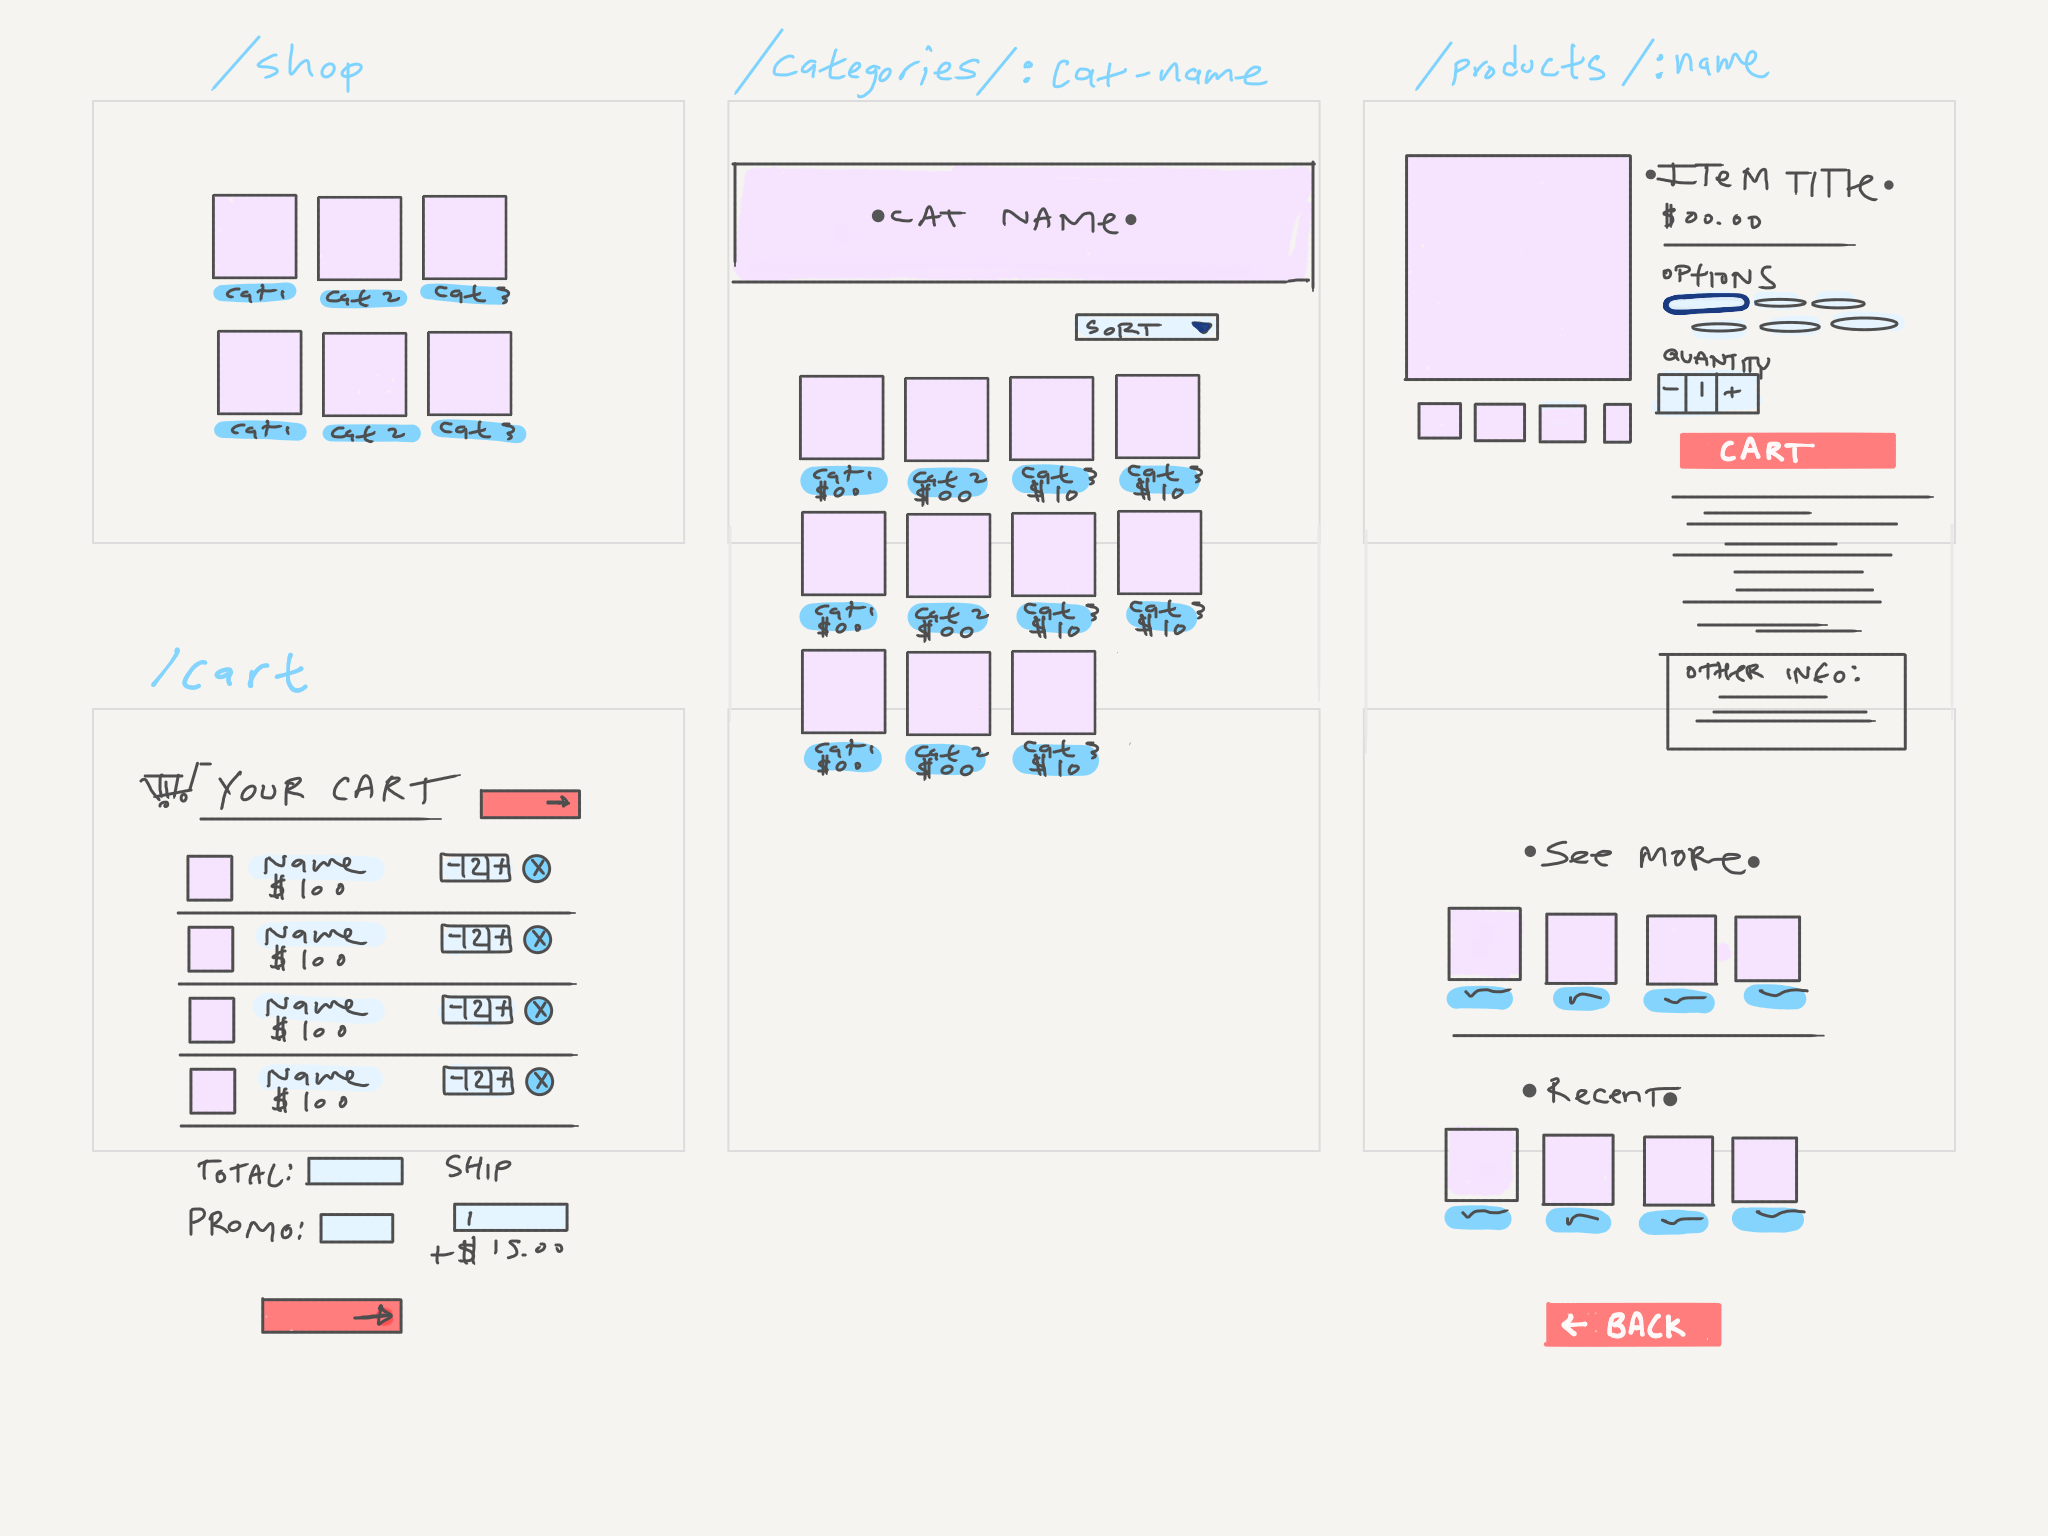 /shop
cat 1 cat 2 cat 3
cat 1 cat 2 cat 3
/categories/:cat-name
•CAT NAMe•
SORT
cat 1 cat 2 cat 3 cat 3
$00 $00 $10 $10
cat 1 cat 2 cat 3 cat 3
$00 $00 $10 $10
cat 1 cat 2 cat 3
$00 $00 $10
/products/:name
•ITeM TITLe•
$00.00
OPTIONS
QUANTITY
- 1 +
CART
OTHER INFO:
•See MORe•
•RecenT•
← BACK
/cart
YOUR CART
→
Name - 2 + X
$100
Name - 2 + X
$100
Name - 2 + X
$100
Name - 2 + X
$100
TOTAL: SHIP
PROMO: 1
+$15.00
→